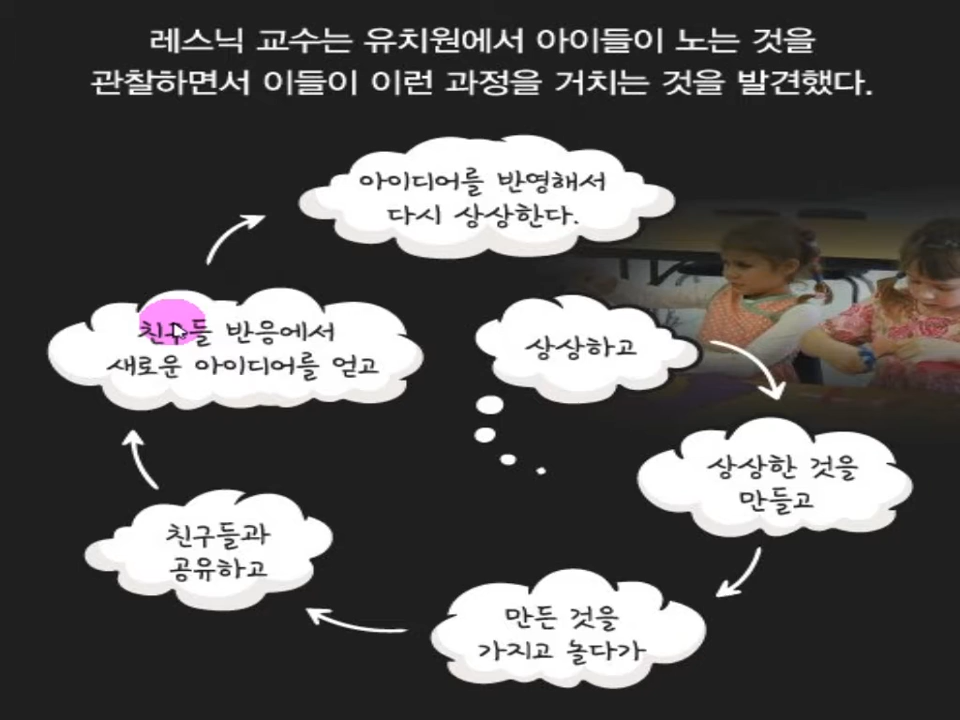 레스닉 교수는 유치원에서 아이들이 노는 것을
관찰하면서 이들이 이런 과정을 거치는 것을 발견했다.
상상하고
상상한 것을
만들고
만든 것을
가지고 놀다가
친구들과
공유하고
친구들 반응에서
새로운 아이디어를 얻고
아이디어를 반영해서
다시 상상한다.